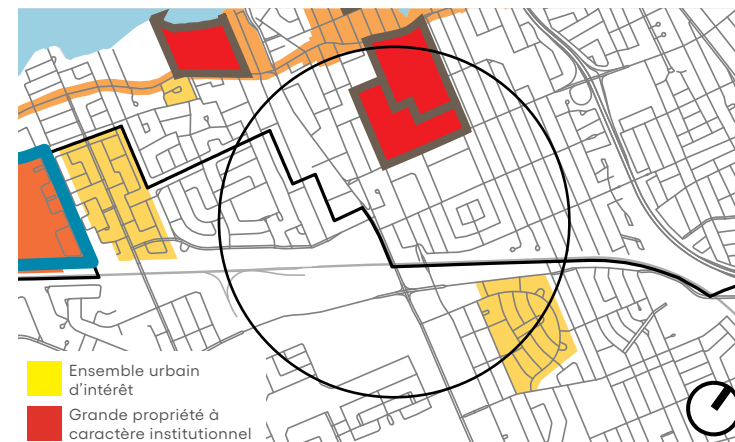 Ensemble urbain
d'intérêt
Grande propriété à
caractère institutionnel